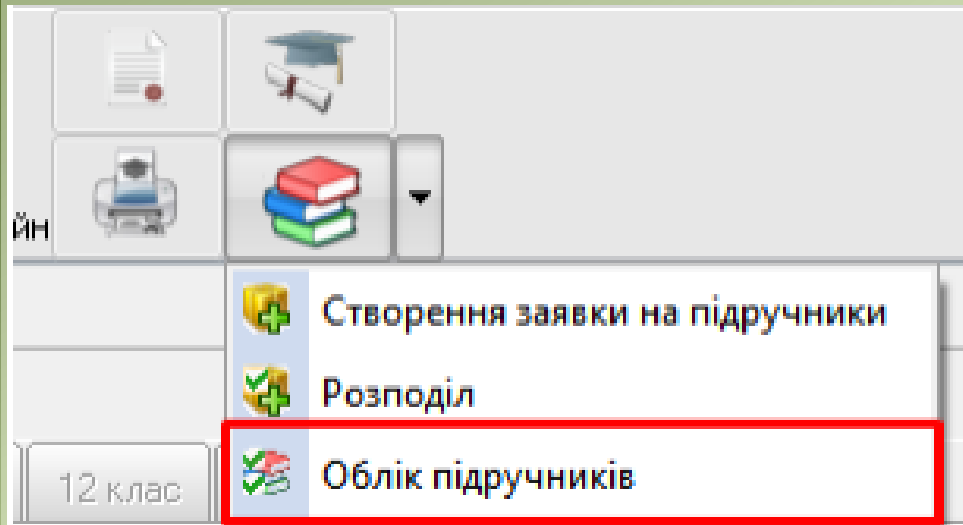 йн
Створення заявки на підручники
Розподіл
12 клас
Облік підручників